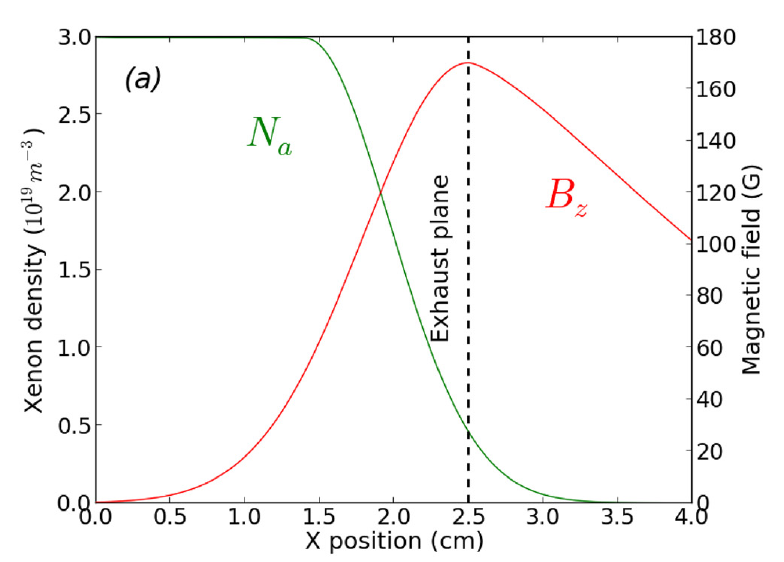 (a)
N_a
B_z
Exhaust plane
Xenon density (10^19 m^−3)
3.0
2.5
2.0
1.5
1.0
0.5
0.0
Magnetic field (G)
180
160
140
120
100
80
60
40
20
0
0.0 0.5 1.0 1.5 2.0 2.5 3.0 3.5 4.0
X position (cm)